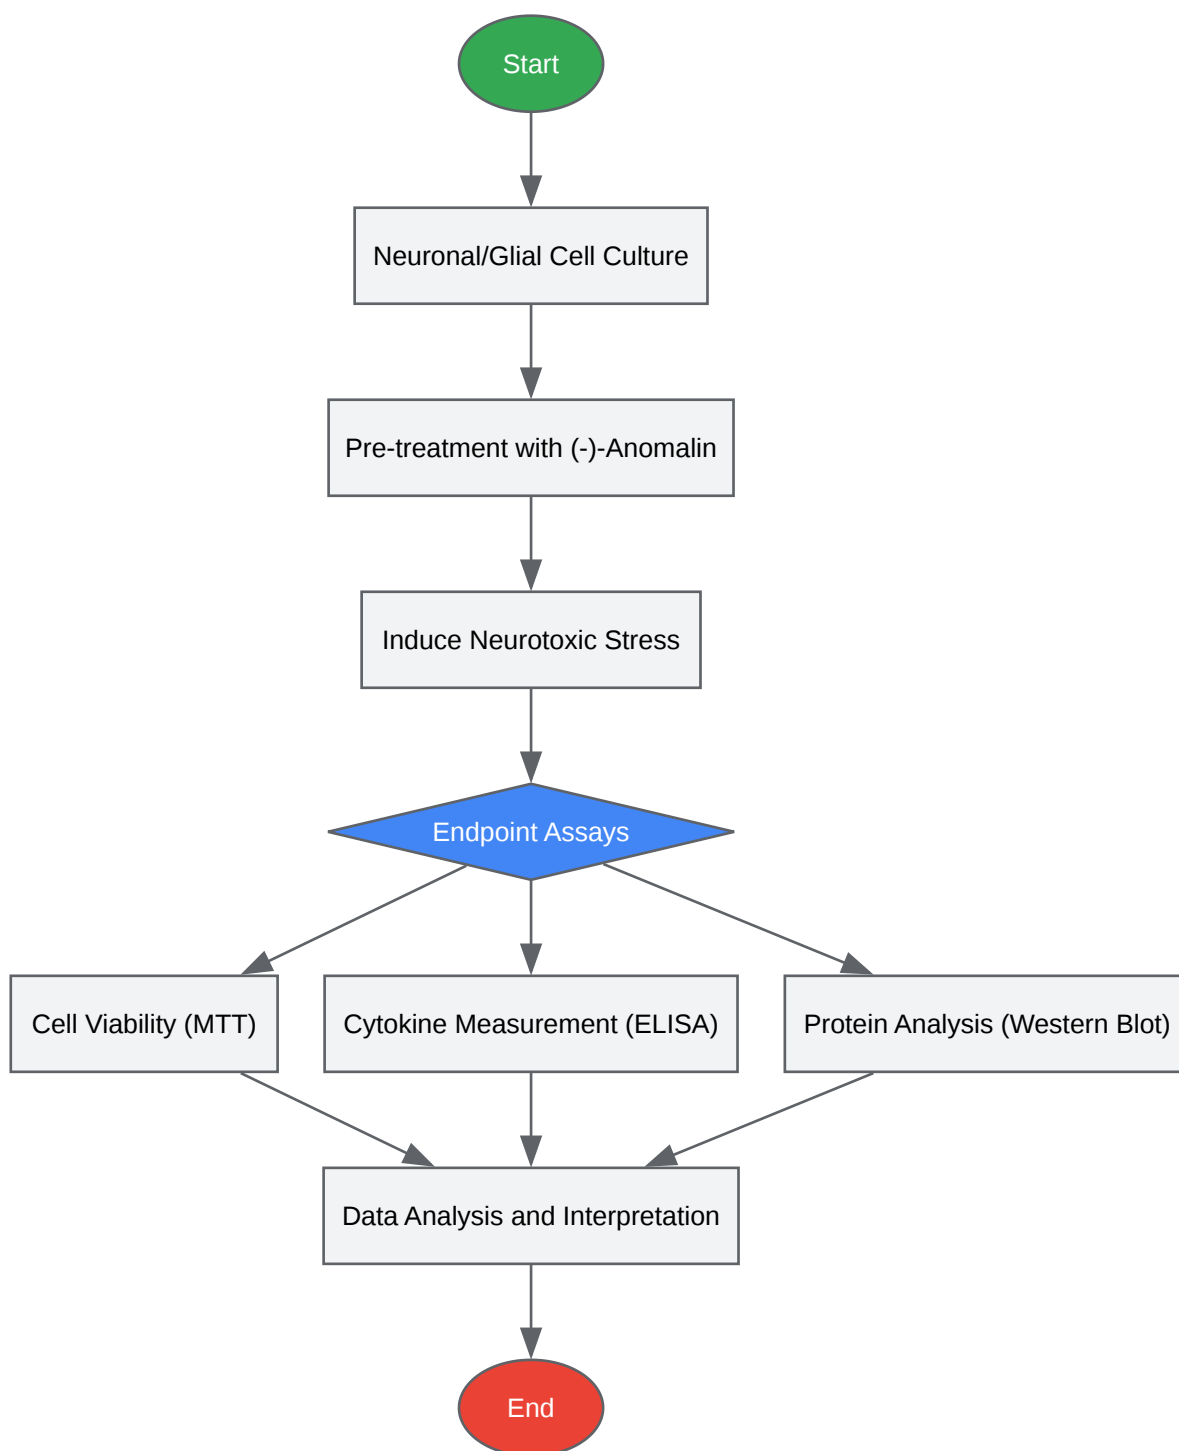 Start
Neuronal/Glial Cell Culture
Pre-treatment with (-)-Anomalin
Induce Neurotoxic Stress
Endpoint Assays
Cell Viability (MTT)
Cytokine Measurement (ELISA)
Protein Analysis (Western Blot)
Data Analysis and Interpretation
End